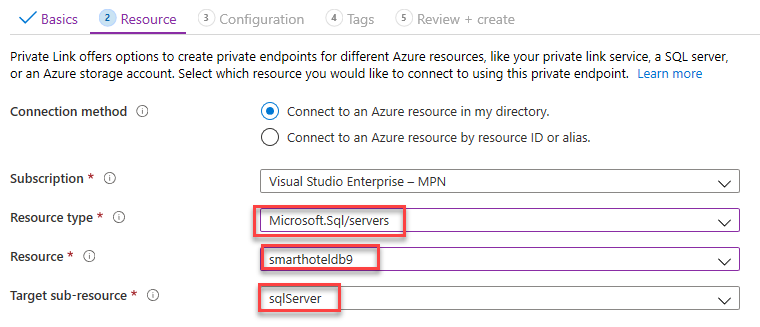 Basics 2 Resource 3 Configuration 4 Tags 5 Review + create
Private Link offers options to create private endpoints for different Azure resources, like your private link service, a SQL server,
or an Azure storage account. Select which resource you would like to connect to using this private endpoint. Learn more
Connection method
Connect to an Azure resource in my directory.
Connect to an Azure resource by resource ID or alias.
Subscription * Visual Studio Enterprise – MPN
Resource type * Microsoft.Sql/servers
Resource * smarthoteldb9
Target sub-resource * sqlServer